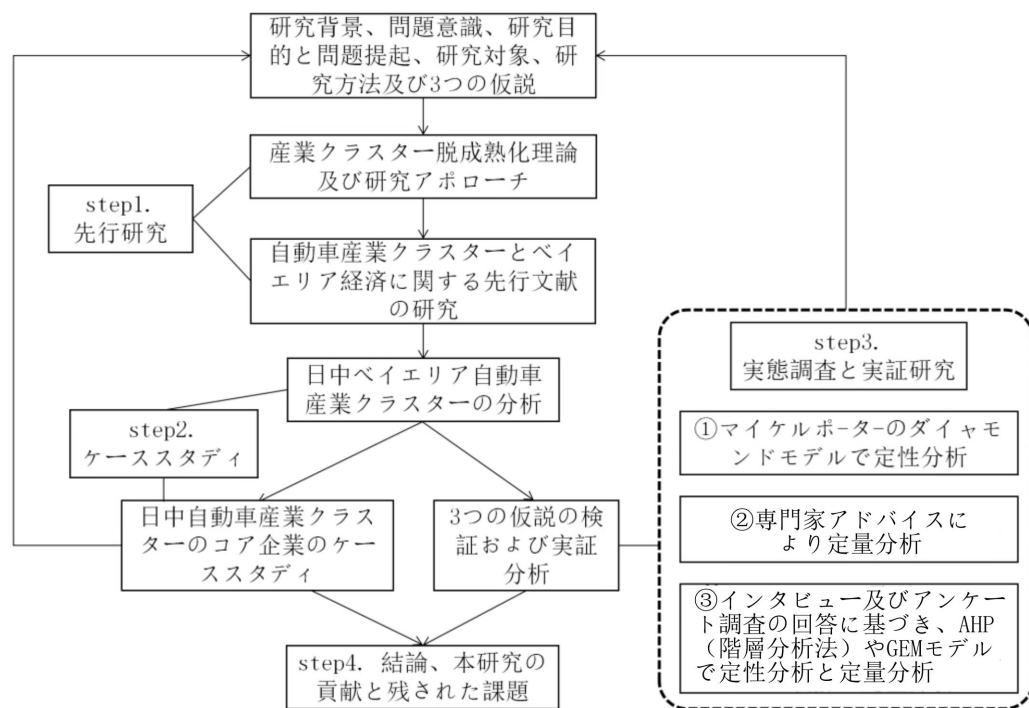 研究背景、問題意識、研究目
的と問題提起、研究対象、研
究方法及び3つの仮説
産業クラスター脱成熟化理論
及び研究アポローチ
step1.
先行研究
自動車産業クラスターとベイ
エリア経済に関する先行文献
の研究
日中ベイエリア自動車
産業クラスターの分析
step2.
ケーススタディ
日中自動車産業クラス
ターのコア企業のケー
ススタディ
3つの仮説の検
証および実証
分析
step4. 結論、本研究の
貢献と残された課題
step3.
実態調査と実証研究
①マイケルポ-タ-のダイヤモ
ンドモデルで定性分析
②専門家アドバイスに
より定量分析
③インタビュー及びアンケー
ト調査の回答に基づき、AHP
（階層分析法）やGEMモデル
で定性分析と定量分析